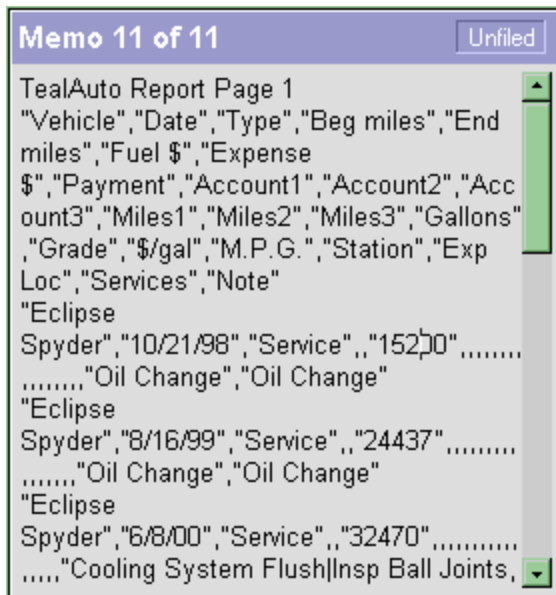 Memo 11 of 11
Unfiled
TealAuto Report Page 1
"Vehicle","Date","Type","Beg miles","End
miles","Fuel $","Expense
$","Payment","Account1","Account2","Acc
ount3","Miles1","Miles2","Miles3","Gallons"
,"Grade","$/gal","M.P.G.","Station","Exp
Loc","Services","Note"
"Eclipse
Spyder","10/21/98","Service",,"15200",,,,,,,,
,,,,,,,,"Oil Change","Oil Change"
"Eclipse
Spyder","8/16/99","Service",,"24437",,,,,,,,,
,,,,,,,"Oil Change","Oil Change"
"Eclipse
Spyder","6/8/00","Service",,"32470",,,,,,,,,,,
,,,,,"Cooling System Flush|Insp Ball Joints,